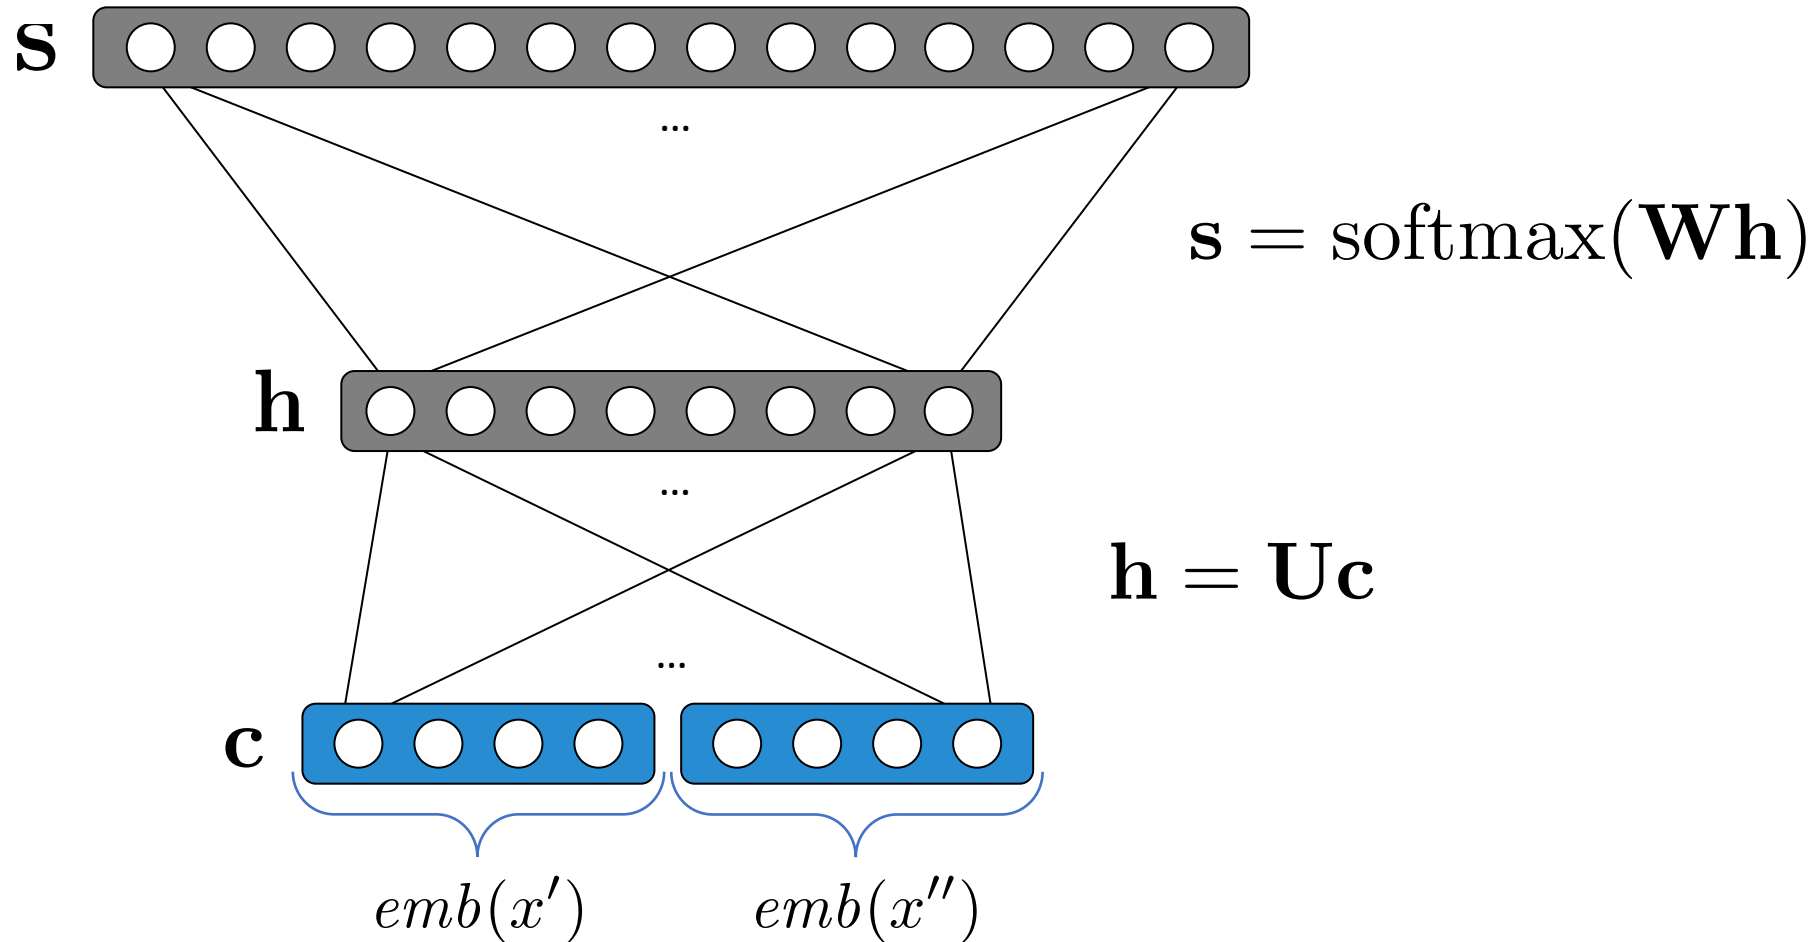 s
...
s = softmax(Wh)
h
...
h = Uc
...
c
emb(x′) emb(x″)